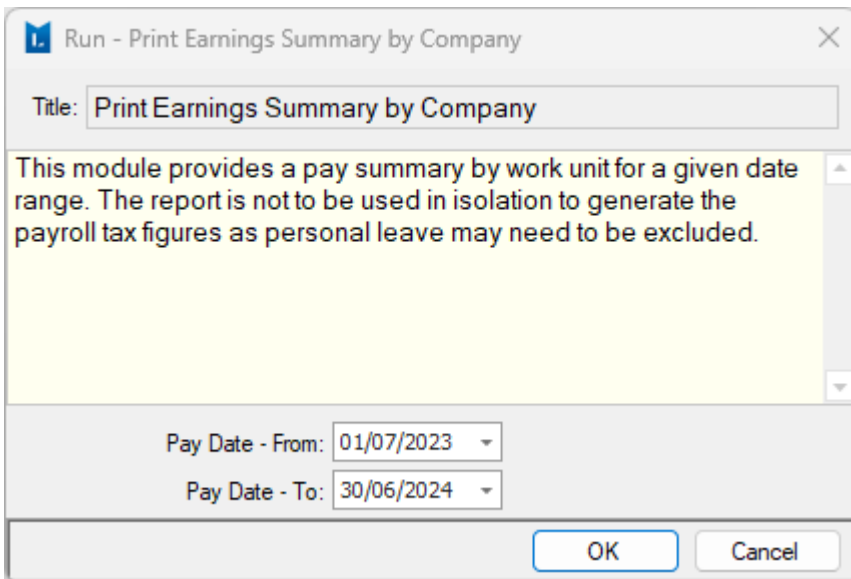 Run - Print Earnings Summary by Company
Title: Print Earnings Summary by Company
This module provides a pay summary by work unit for a given date
range. The report is not to be used in isolation to generate the
payroll tax figures as personal leave may need to be excluded.
Pay Date - From: 01/07/2023
Pay Date - To: 30/06/2024
OK Cancel